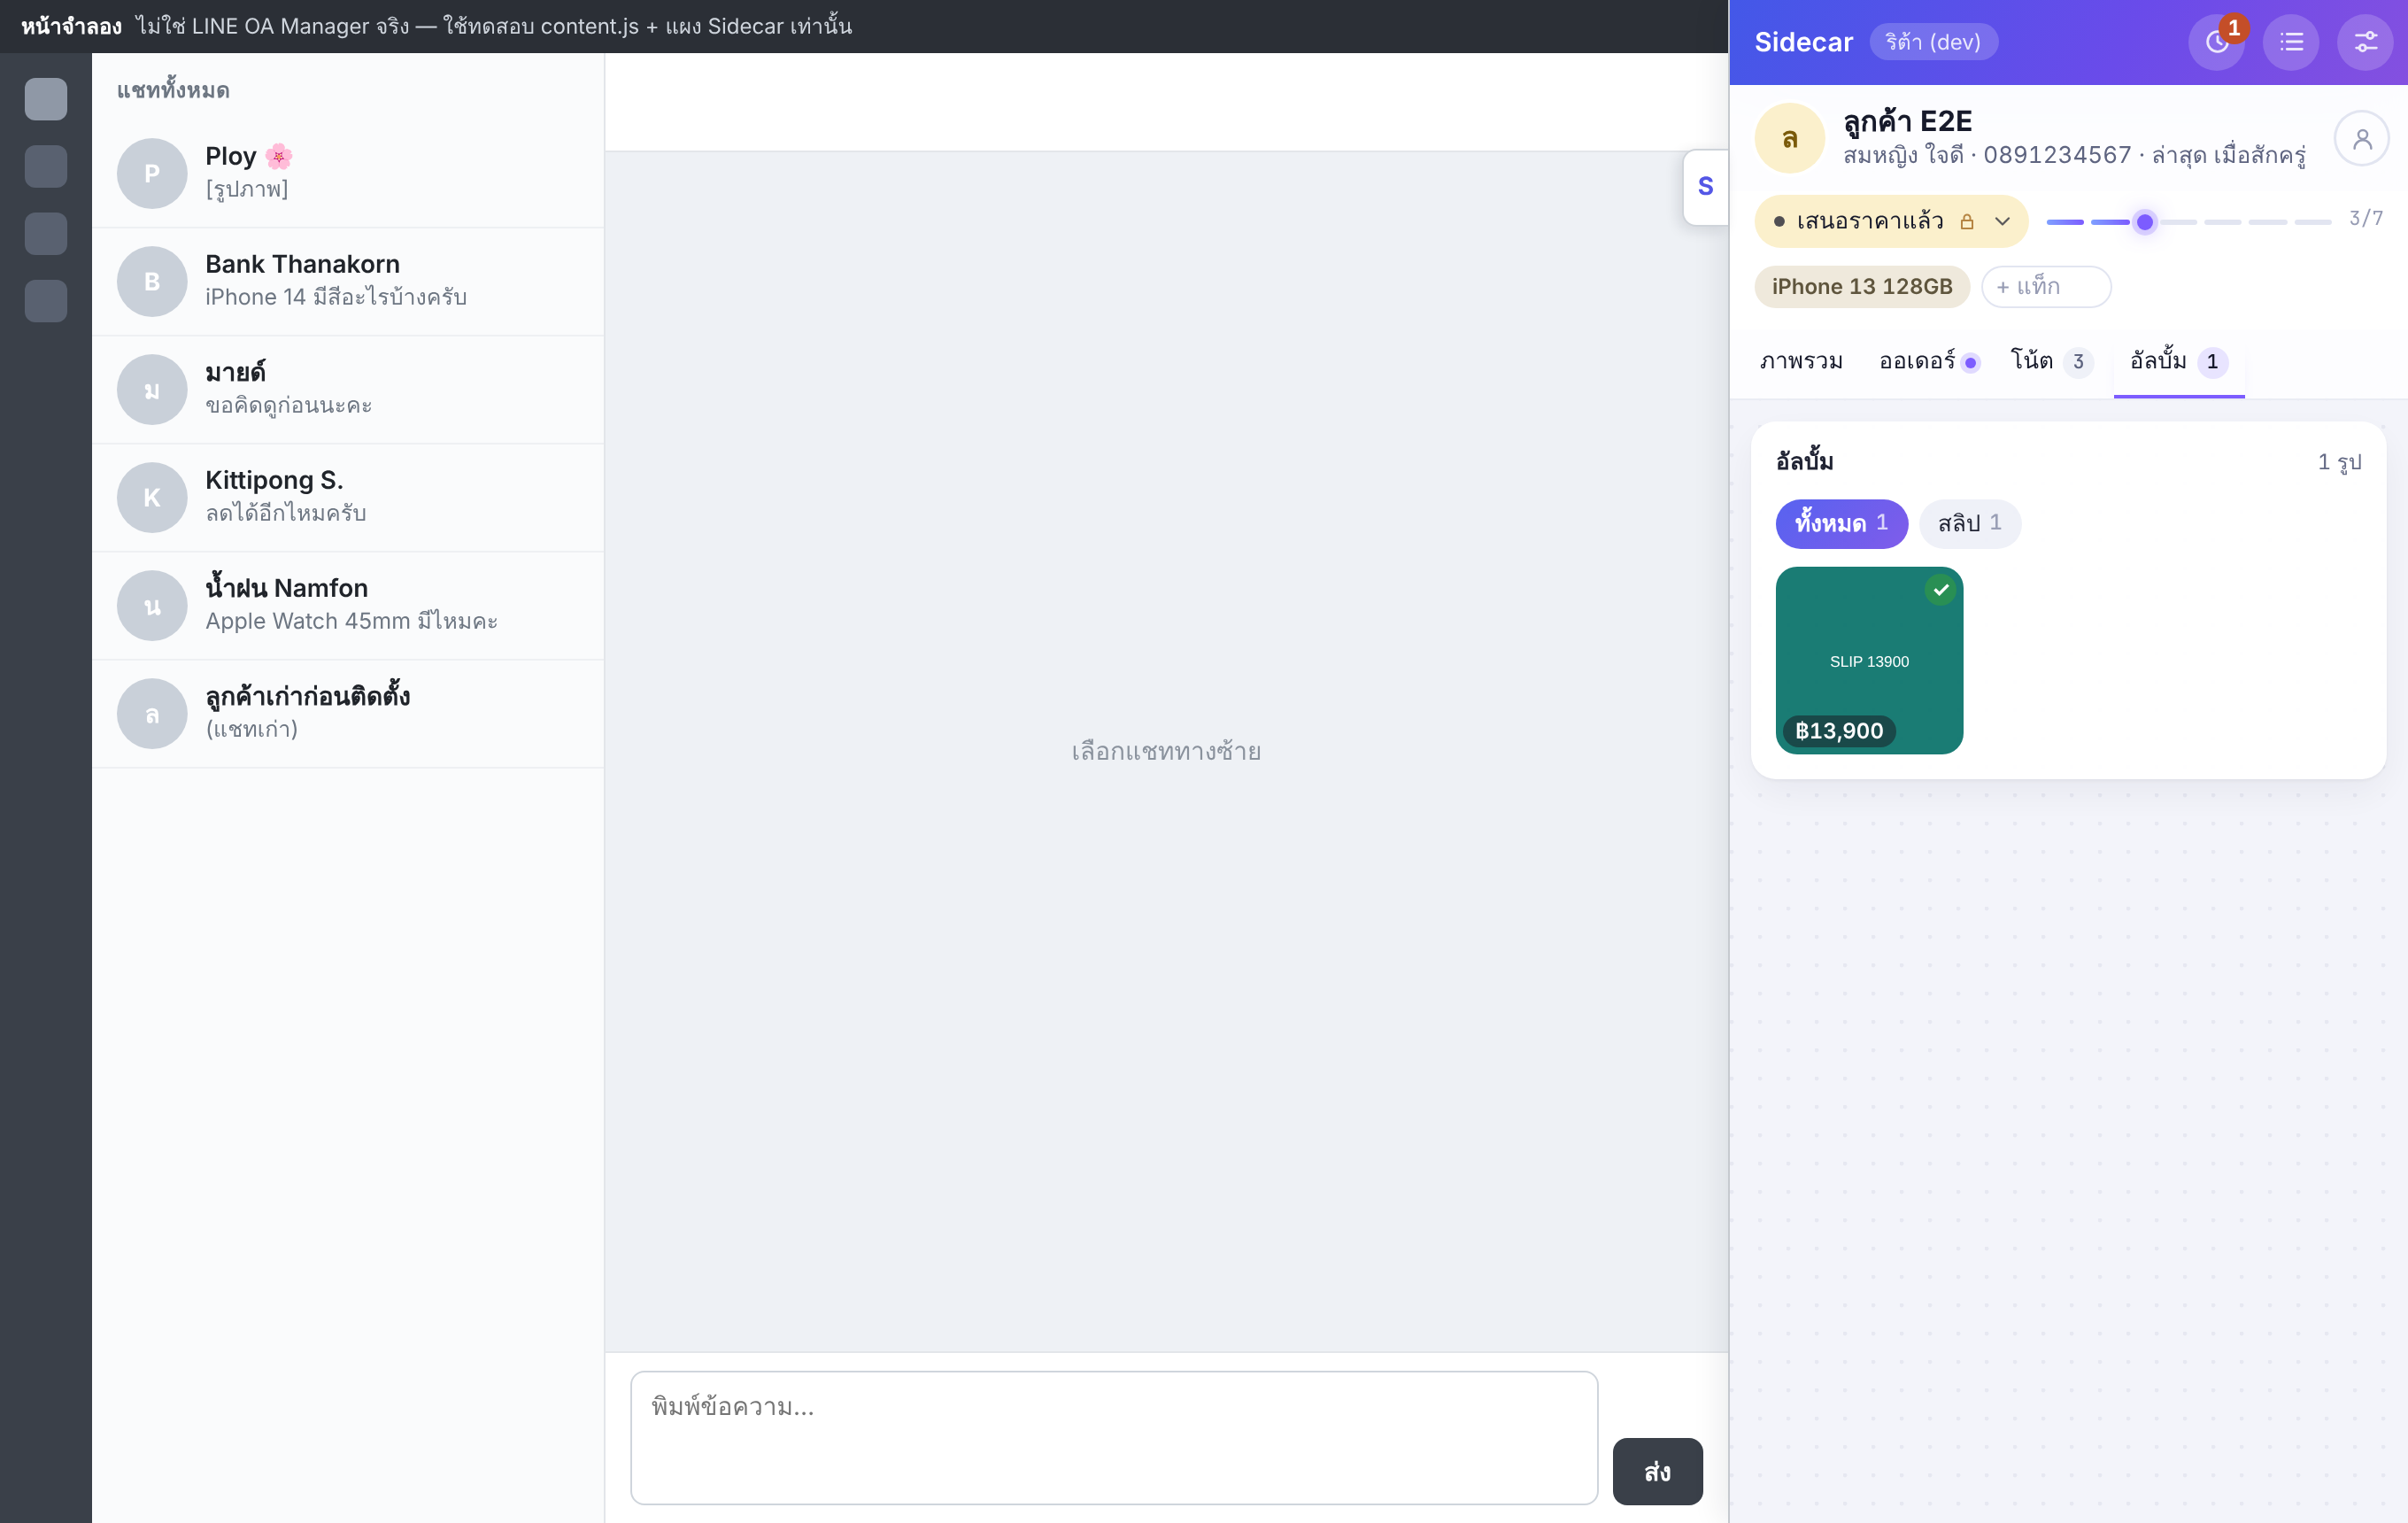 หน้าจำลอง ไม่ใช่ LINE OA Manager จริง — ใช้ทดสอบ content.js + แผง Sidecar เท่านั้น
แชททั้งหมด
P
Ploy 🌸
[รูปภาพ]
B
Bank Thanakorn
iPhone 14 มีสีอะไรบ้างครับ
ม
มายด์
ขอคิดดูก่อนนะคะ
K
Kittipong S.
ลดได้อีกไหมครับ
น
น้ำฝน Namfon
Apple Watch 45mm มีไหมคะ
ล
ลูกค้าเก่าก่อนติดตั้ง
(แชทเก่า)
เลือกแชททางซ้าย
พิมพ์ข้อความ...
ส่ง
S
Sidecar ริต้า (dev) 1
ล
ลูกค้า E2E
สมหญิง ใจดี · 0891234567 · ล่าสุด เมื่อสักครู่
เสนอราคาแล้ว 3/7
iPhone 13 128GB + แท็ก
ภาพรวม ออเดอร์ โน้ต 3 อัลบั้ม 1
อัลบั้ม 1 รูป
ทั้งหมด 1 สลิป 1
SLIP 13900
฿13,900